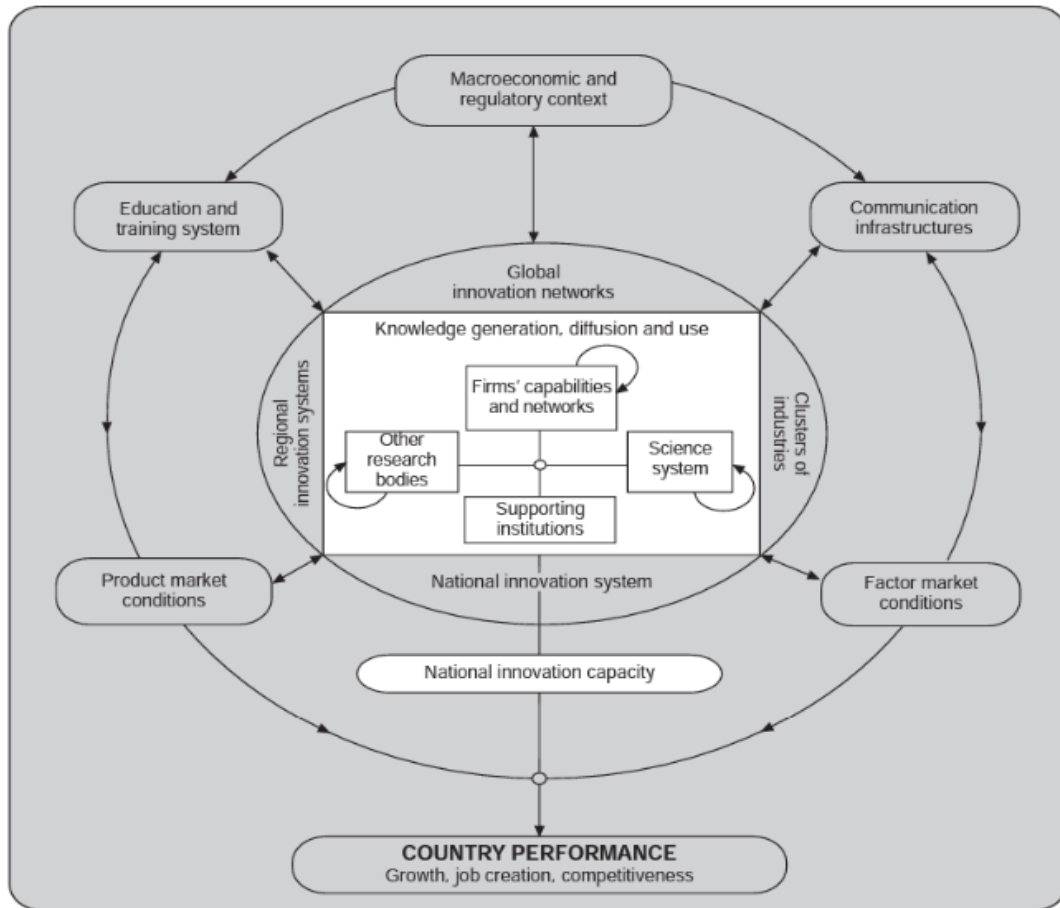 Macroeconomic and
regulatory context
Education and
training system
Communication
infrastructures
Global
innovation networks
Knowledge generation, diffusion and use
Firms' capabilities
and networks
Regional
innovation systems
Clusters of
industries
Other
research
bodies
Science
system
Supporting
institutions
Product market
conditions
National innovation system
Factor market
conditions
National innovation capacity
COUNTRY PERFORMANCE
Growth, job creation, competitiveness